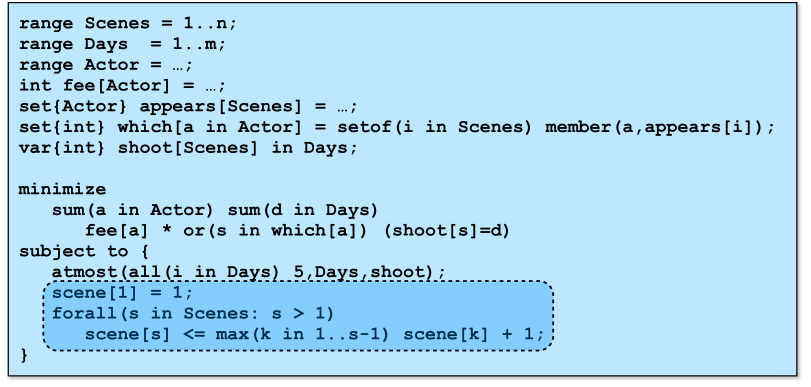 range Scenes = 1..n;
range Days  = 1..m;
range Actor = …;
int fee[Actor] = …;
set{Actor} appears[Scenes] = …;
set{int} which[a in Actor] = setof(i in Scenes) member(a,appears[i]);
var{int} shoot[Scenes] in Days;
minimize
   sum(a in Actor) sum(d in Days)
      fee[a] * or(s in which[a]) (shoot[s]=d)
subject to {
   atmost(all(i in Days) 5,Days,shoot);
   scene[1] = 1;
   forall(s in Scenes: s > 1)
      scene[s] <= max(k in 1..s-1) scene[k] + 1;
}